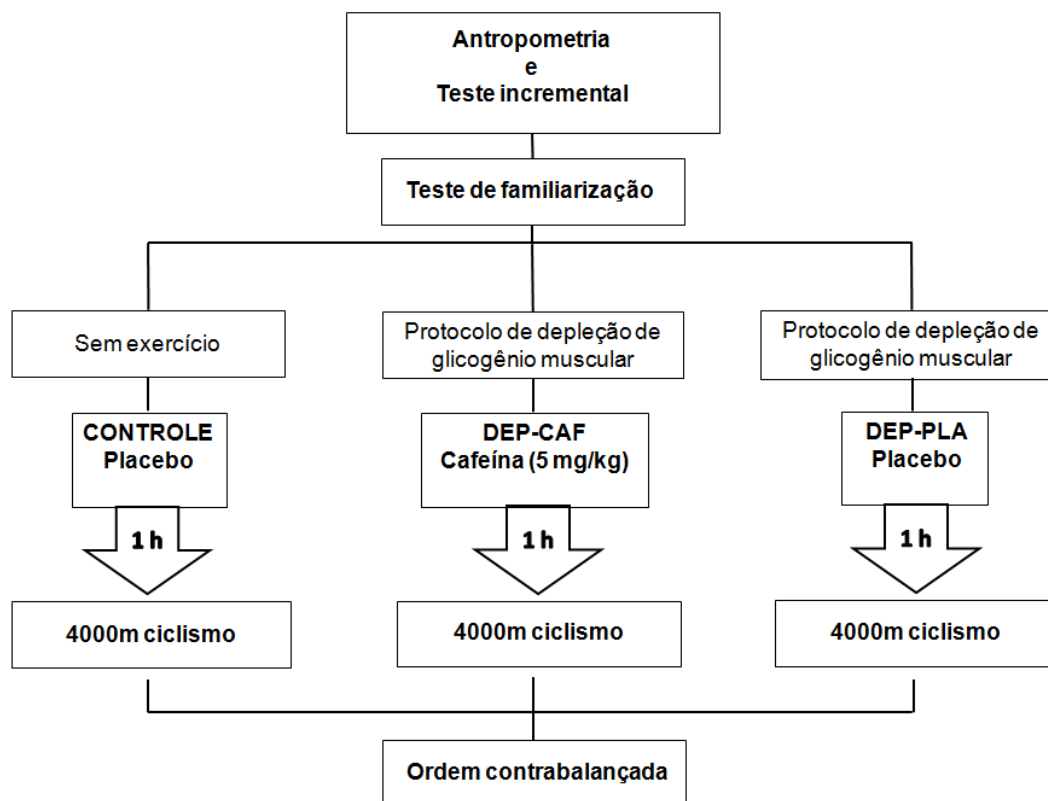 Antropometria
e
Teste incremental
Teste de familiarização
Sem exercício
Protocolo de depleção de
glicogênio muscular
Protocolo de depleção de
glicogênio muscular
CONTROLE
Placebo
DEP-CAF
Cafeína (5 mg/kg)
DEP-PLA
Placebo
1 h
1 h
1 h
4000m ciclismo
4000m ciclismo
4000m ciclismo
Ordem contrabalançada